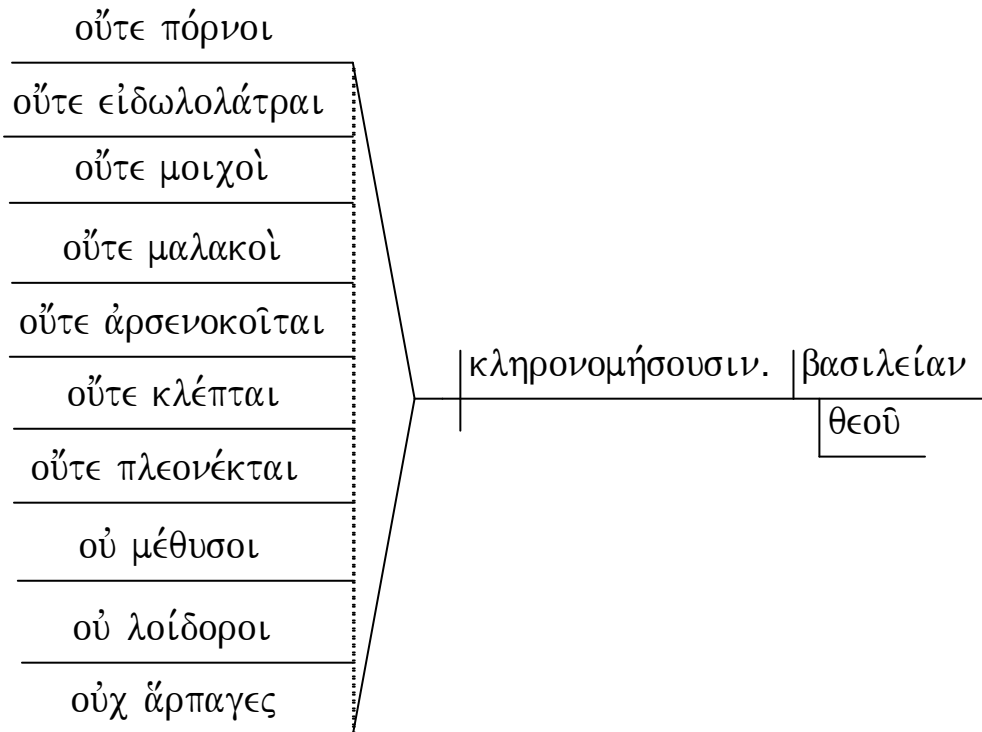 οὔτε πόρνοι
οὔτε εἰδωλολάτραι
οὔτε μοιχοὶ
οὔτε μαλακοὶ
οὔτε ἀρσενοκοῖται
οὔτε κλέπται
οὔτε πλεονέκται
οὐ μέθυσοι
οὐ λοίδοροι
οὐχ ἅρπαγες
κληρονομήσουσιν. βασιλείαν
θεοῦ